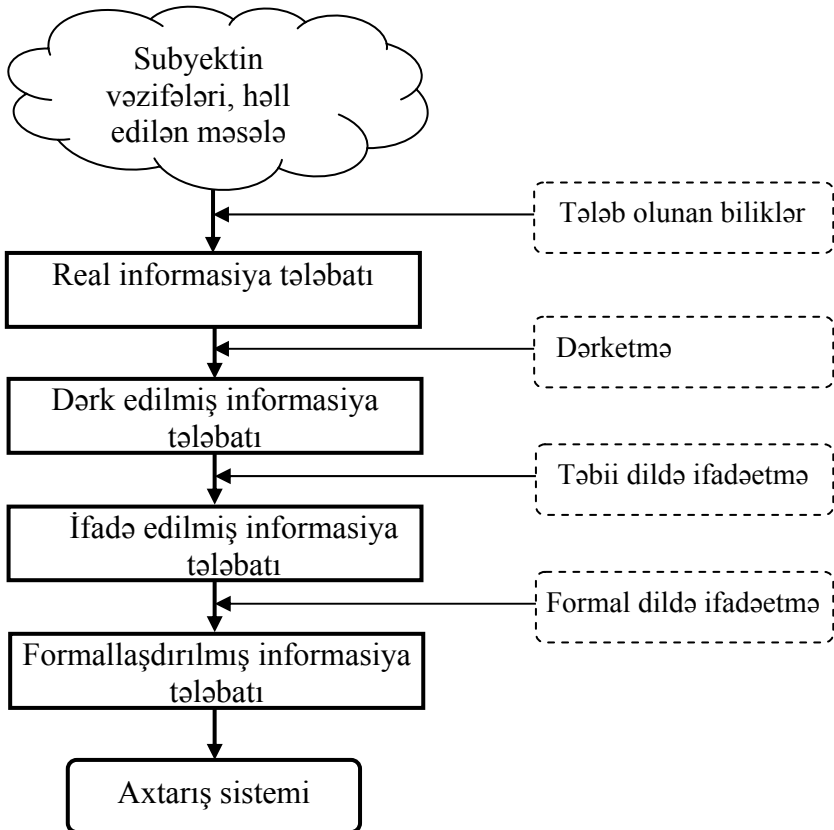 Subyektin
vəzifələri, həll
edilən məsələ
Tələb olunan biliklər
Real informasiya tələbatı
Dərketmə
Dərk edilmiş informasiya
tələbatı
Təbii dildə ifadəetmə
İfadə edilmiş informasiya
tələbatı
Formal dildə ifadəetmə
Formallaşdırılmış informasiya
tələbatı
Axtarış sistemi